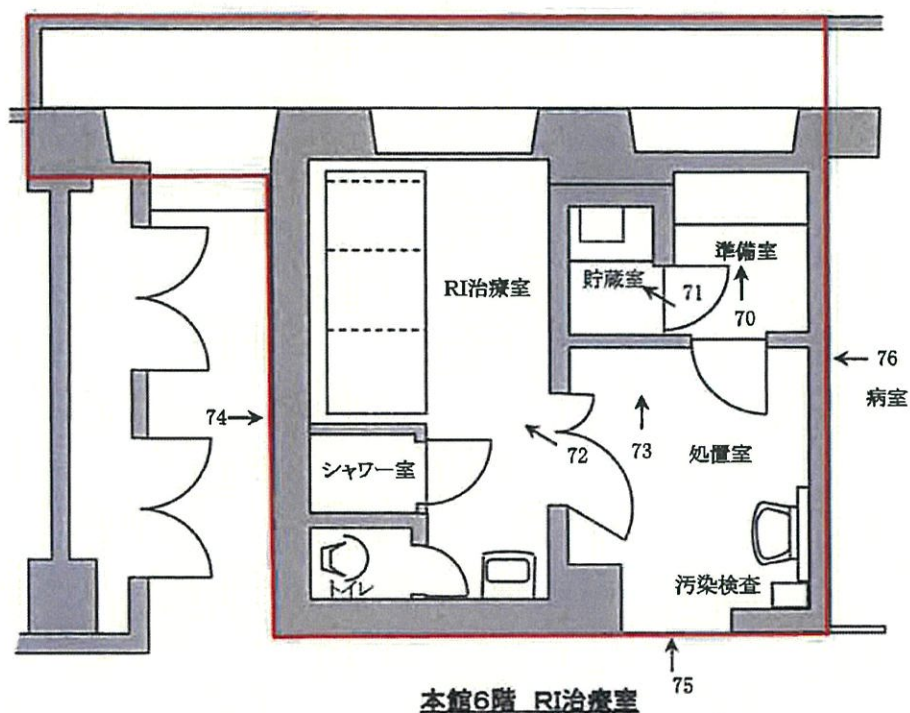 準備室
RI治療室
貯蔵室
71
70
76
病室
74
72
73
処置室
シャワー室
トイレ
汚染検査
75
本館6階 RI治療室